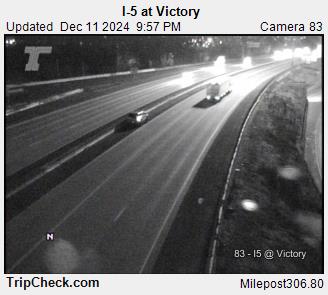 I-5 at Victory
Updated Dec 11 2024 9:57 PM Camera 83
T
N
83 - I5 @ Victory
TripCheck.com Milepost306.80